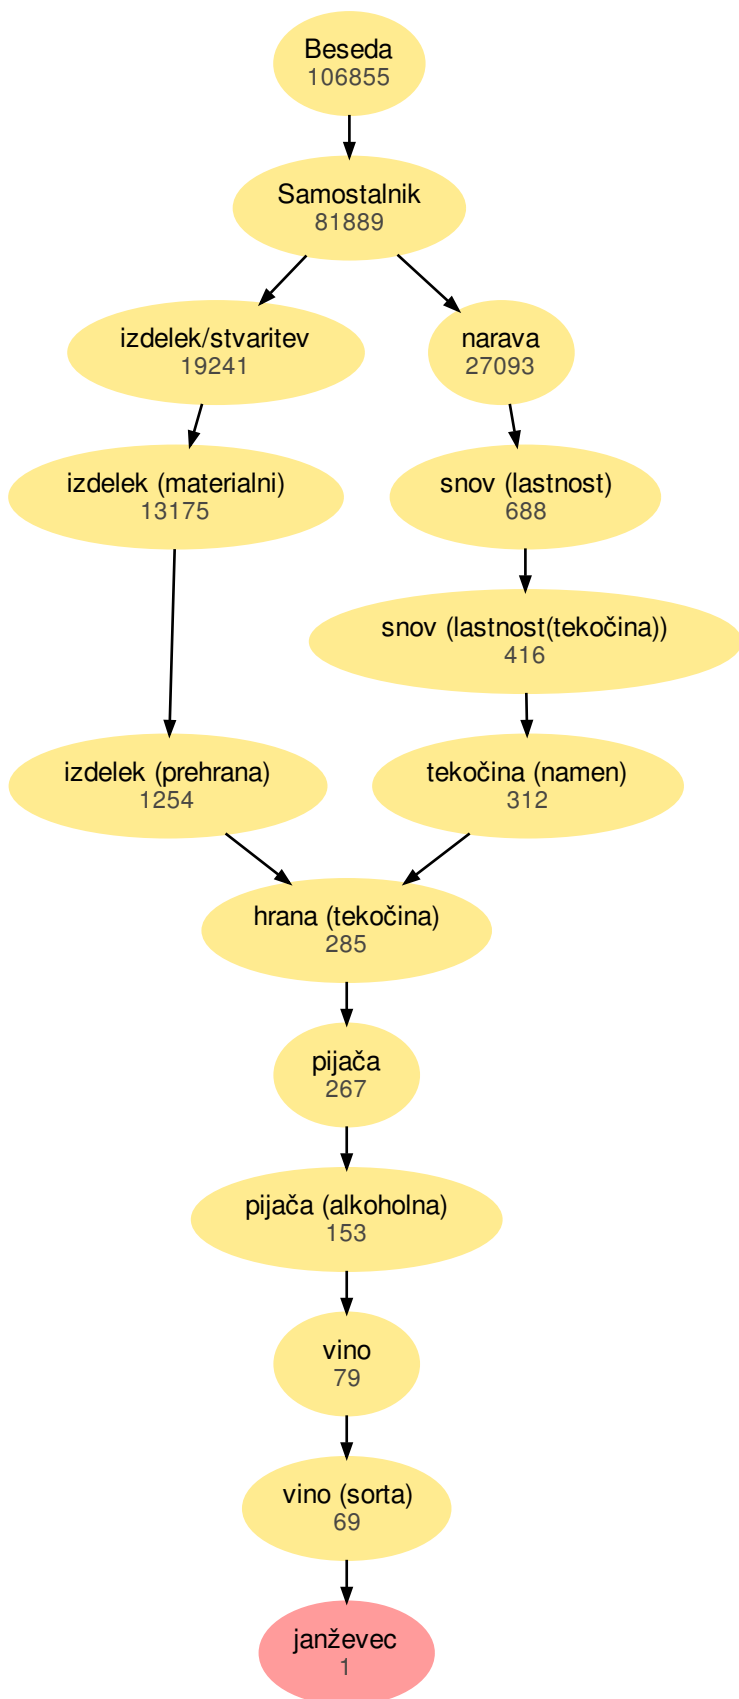 Beseda
106855
Samostalnik
81889
izdelek/stvaritev
19241
narava
27093
izdelek (materialni)
13175
snov (lastnost)
688
snov (lastnost(tekočina))
416
izdelek (prehrana)
1254
tekočina (namen)
312
hrana (tekočina)
285
pijača
267
pijača (alkoholna)
153
vino
79
vino (sorta)
69
janževec
1